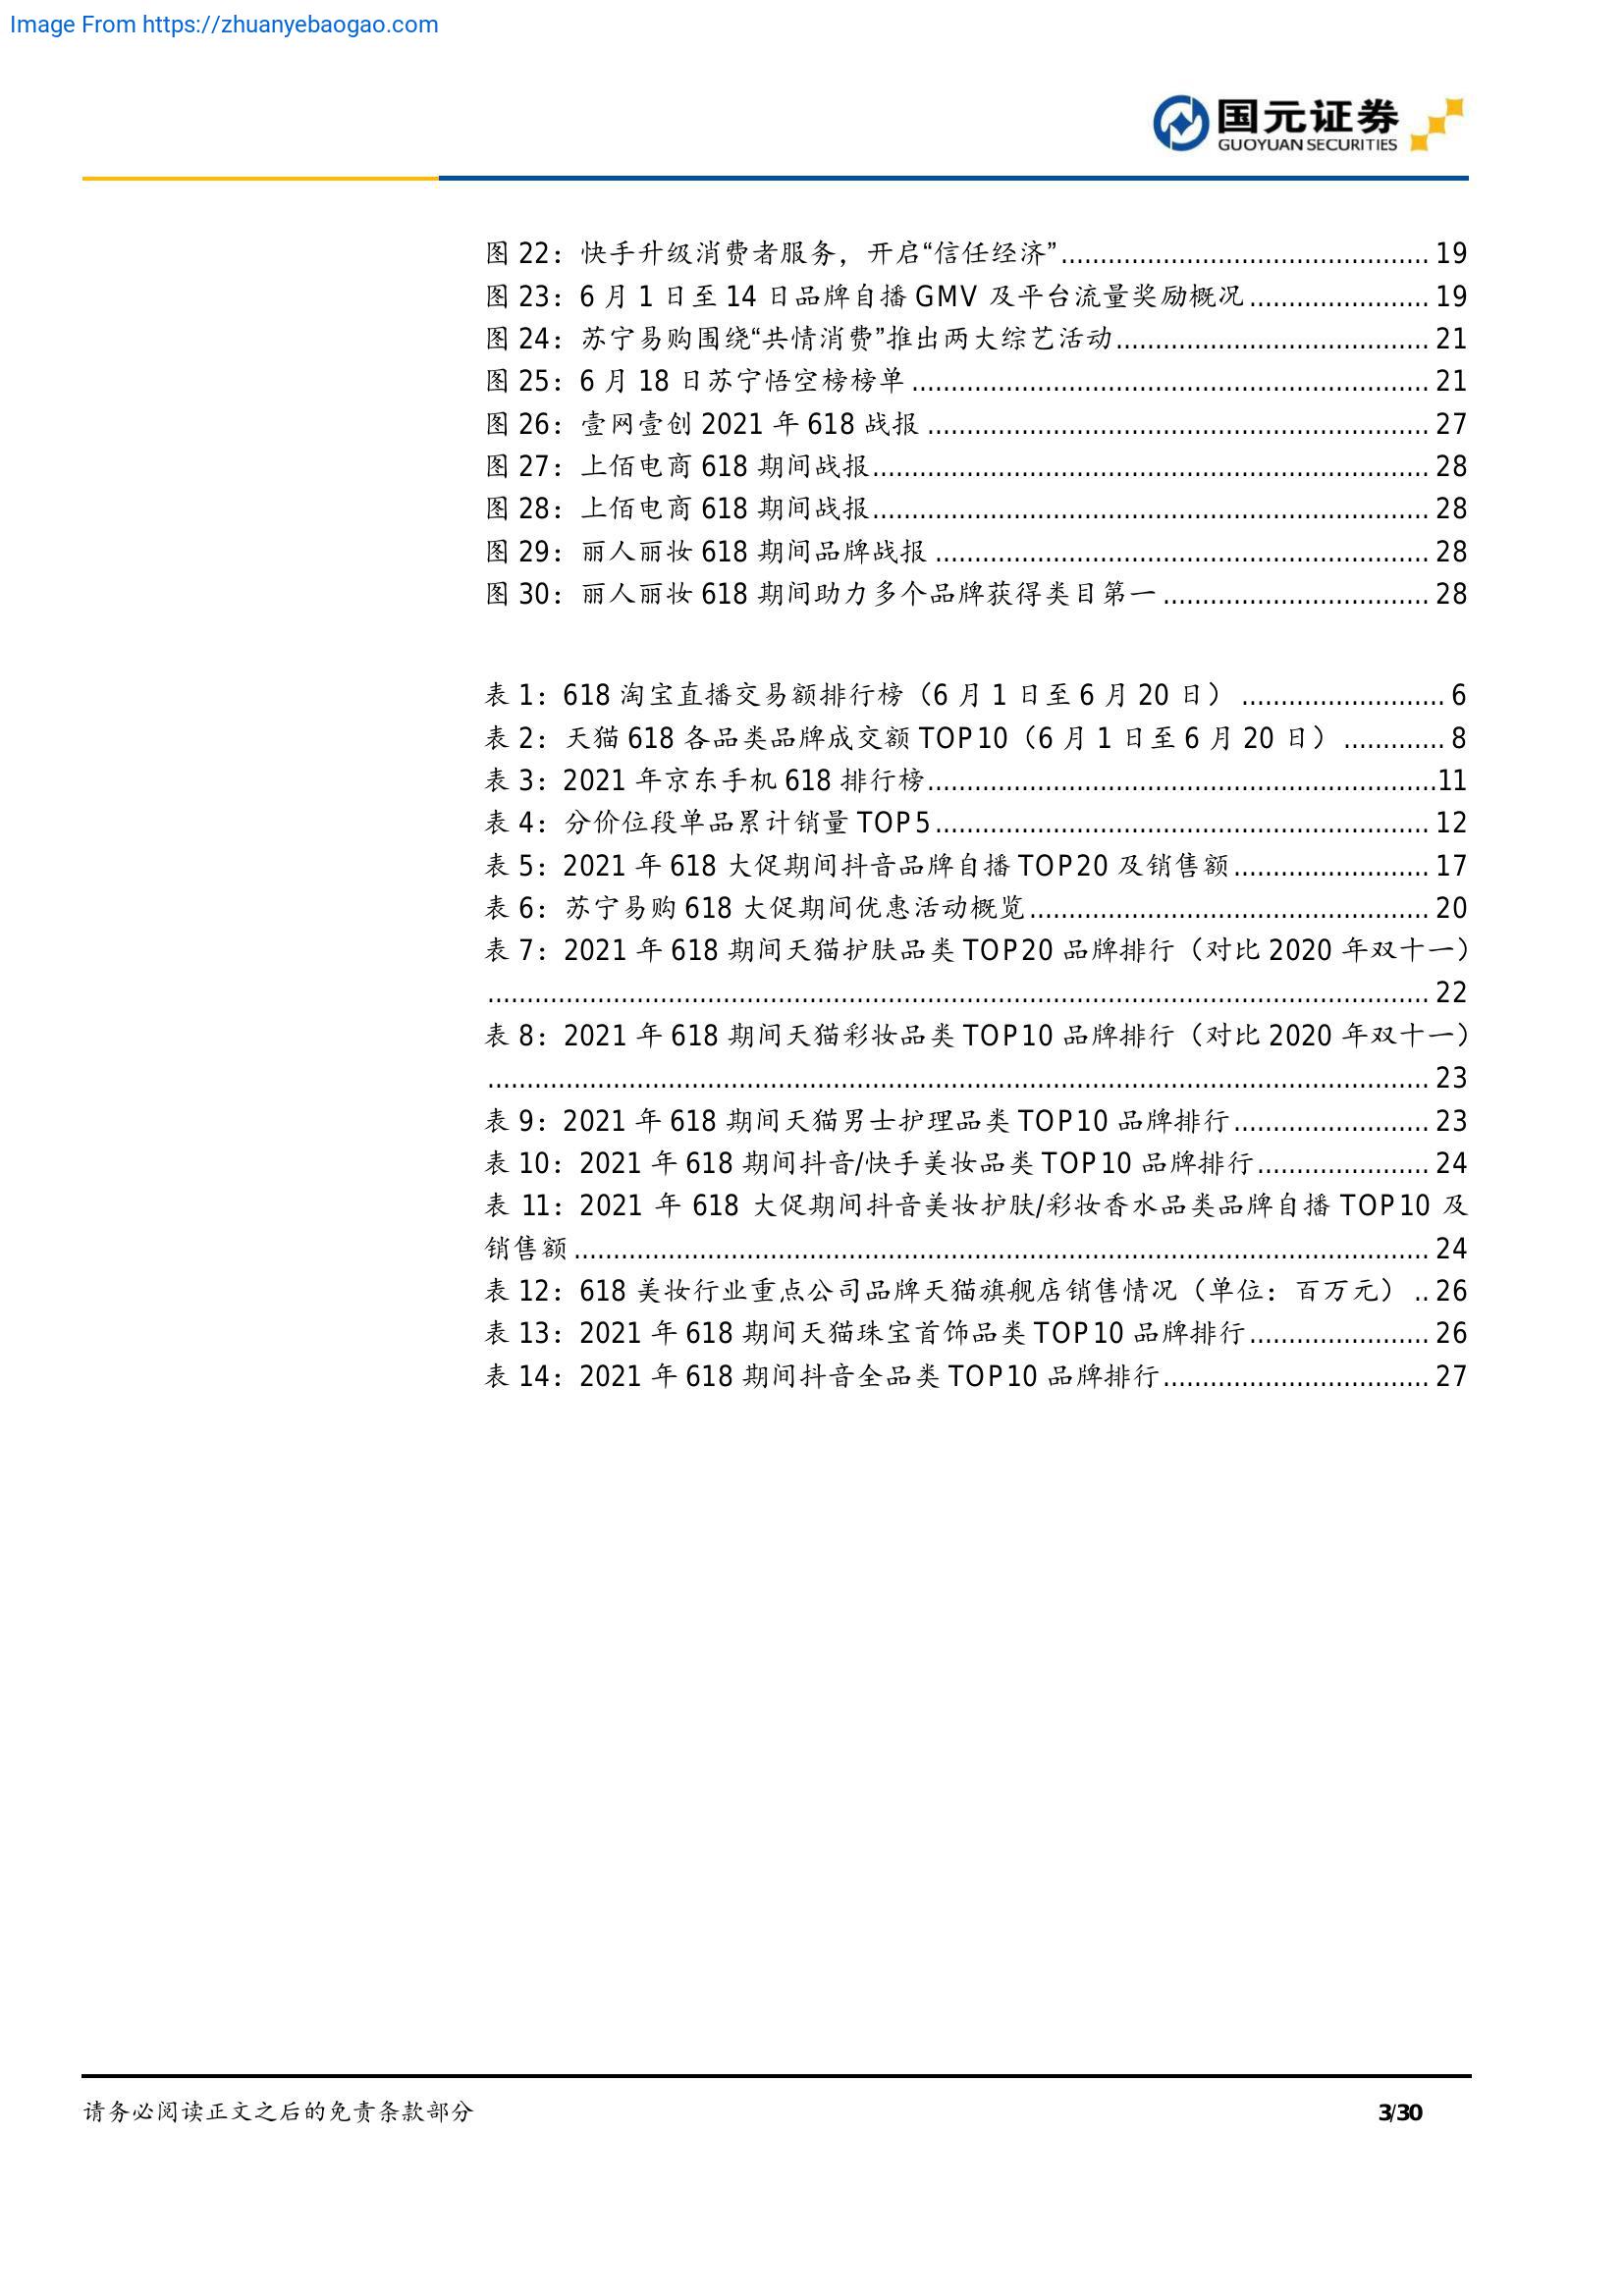 Image From https://zhuanyebaogao.com
国元证券
GUOYUAN SECURITIES
图 22：快手升级消费者服务，开启“信任经济”............................................... 19
图 23：6 月 1 日至 14 日品牌自播 GMV 及平台流量奖励概况....................... 19
图 24：苏宁易购围绕“共情消费”推出两大综艺活动........................................ 21
图 25：6 月 18 日苏宁悟空榜榜单.................................................................. 21
图 26：壹网壹创 2021 年 618 战报................................................................ 27
图 27：上佰电商 618 期间战报....................................................................... 28
图 28：上佰电商 618 期间战报....................................................................... 28
图 29：丽人丽妆 618 期间品牌战报............................................................... 28
图 30：丽人丽妆 618 期间助力多个品牌获得类目第一.................................. 28
表 1：618 淘宝直播交易额排行榜（6 月 1 日至 6 月 20 日）.......................... 6
表 2：天猫 618 各品类品牌成交额 TOP10（6 月 1 日至 6 月 20 日）............. 8
表 3：2021 年京东手机 618 排行榜.................................................................11
表 4：分价位段单品累计销量 TOP5............................................................... 12
表 5：2021 年 618 大促期间抖音品牌自播 TOP20 及销售额......................... 17
表 6：苏宁易购 618 大促期间优惠活动概览................................................... 20
表 7：2021 年 618 期间天猫护肤品类 TOP20 品牌排行（对比 2020 年双十一）
........................................................................................................................ 22
表 8：2021 年 618 期间天猫彩妆品类 TOP10 品牌排行（对比 2020 年双十一）
........................................................................................................................ 23
表 9：2021 年 618 期间天猫男士护理品类 TOP10 品牌排行......................... 23
表 10：2021 年 618 期间抖音/快手美妆品类 TOP10 品牌排行...................... 24
表 11：2021 年 618 大促期间抖音美妆护肤/彩妆香水品类品牌自播 TOP10 及
销售额............................................................................................................. 24
表 12：618 美妆行业重点公司品牌天猫旗舰店销售情况（单位：百万元）.. 26
表 13：2021 年 618 期间天猫珠宝首饰品类 TOP10 品牌排行....................... 26
表 14：2021 年 618 期间抖音全品类 TOP10 品牌排行.................................. 27
请务必阅读正文之后的免责条款部分
3/30